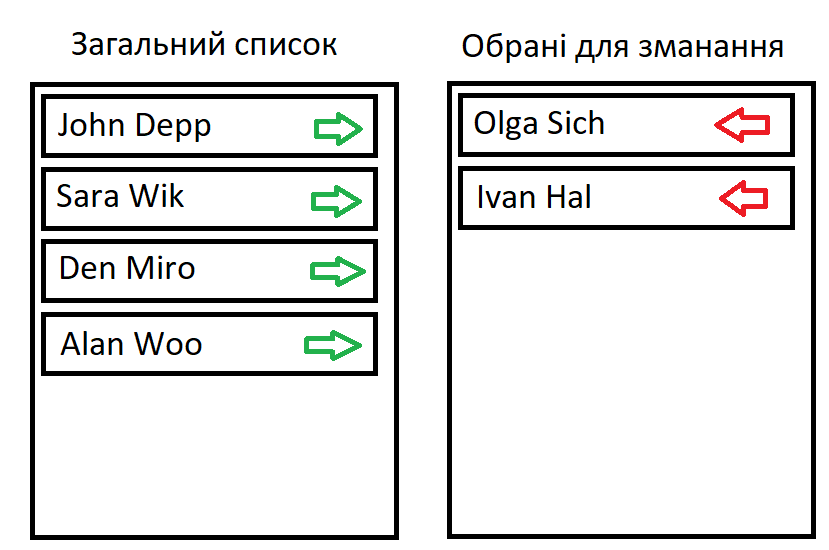 Загальний список
John Depp
Sara Wik
Den Miro
Alan Woo
Обрані для зманання
Olga Sich
Ivan Hal